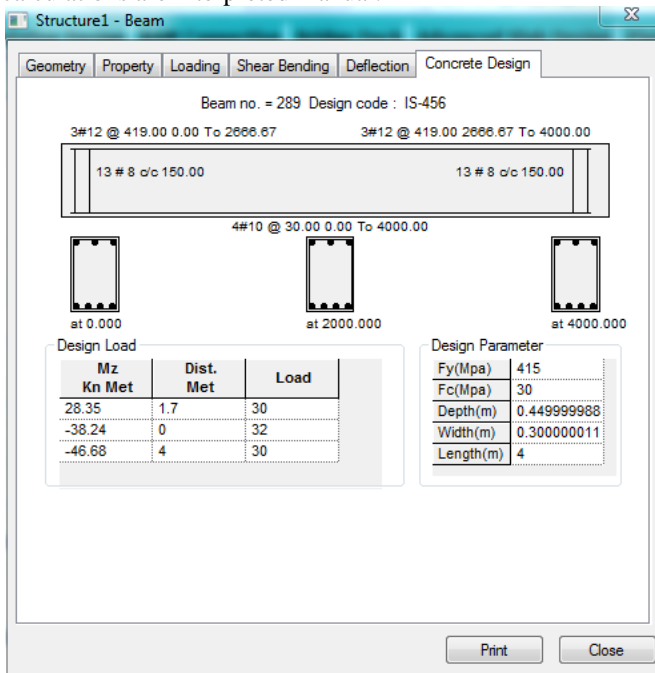 Structure1 - Beam
Geometry Property Loading Shear Bending Deflection Concrete Design
Beam no. = 289 Design code : IS-456
3#12 @ 419.00 0.00 To 2666.67 3#12 @ 419.00 2666.67 To 4000.00
13 # 8 c/c 150.00 13 # 8 c/c 150.00
4#10 @ 30.00 0.00 To 4000.00
at 0.000 at 2000.000 at 4000.000
Design Load
Mz Kn Met Dist. Met Load
28.35 1.7 30
-38.24 0 32
-46.68 4 30
Design Parameter
Fy(Mpa) 415
Fc(Mpa) 30
Depth(m) 0.449999988
Width(m) 0.300000011
Length(m) 4
Print Close